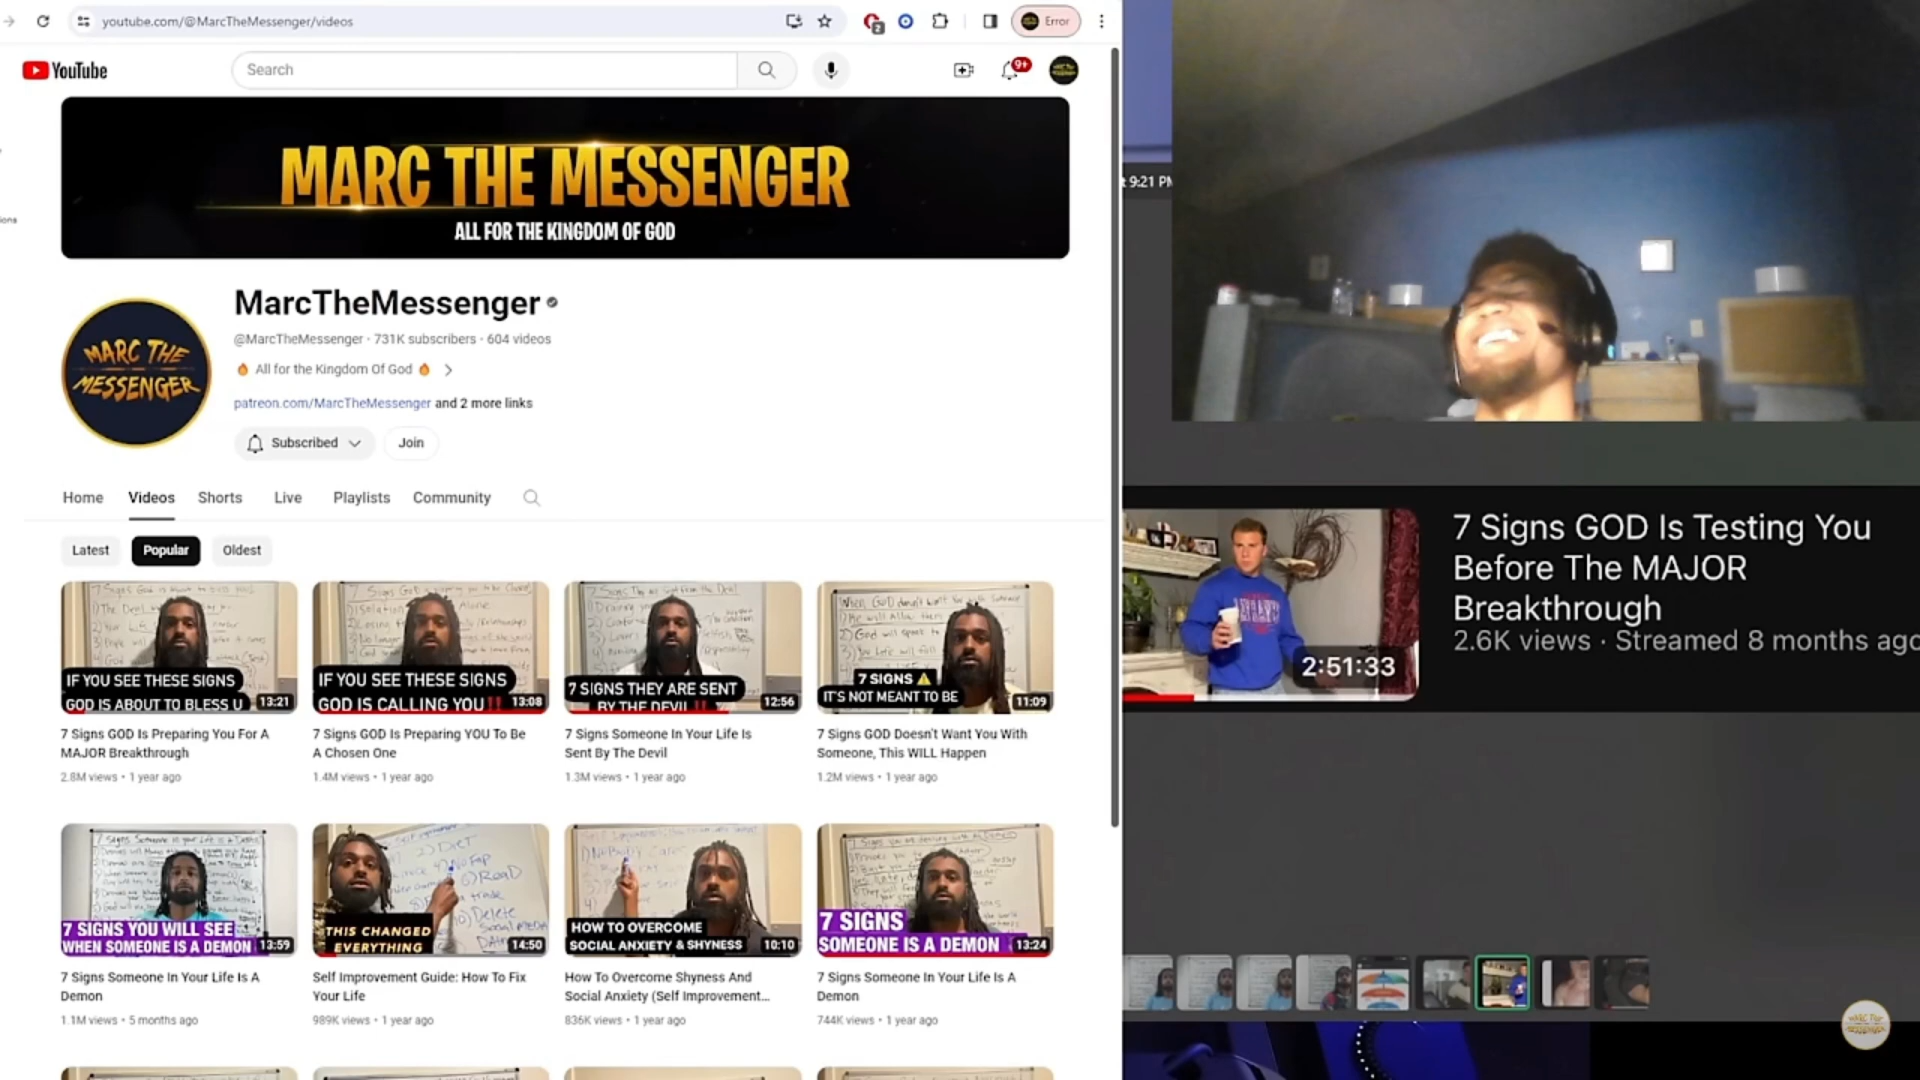 youtube.com/@MarcTheMessenger/videos
2
Error
YouTube
Search
9+
MARC THE MESSENGER
ALL FOR THE KINGDOM OF GOD
MARC THE
MESSENGER
MarcTheMessenger
@MarcTheMessenger · 731K subscribers · 604 videos
🔥 All for the Kingdom Of God 🔥
patreon.com/MarcTheMessenger and 2 more links
Subscribed
Join
Home Videos Shorts Live Playlists Community
Latest Popular Oldest
IF YOU SEE THESE SIGNS
GOD IS ABOUT TO BLESS U
13:21
7 Signs GOD Is Preparing You For A
MAJOR Breakthrough
2.8M views • 1 year ago
IF YOU SEE THESE SIGNS
GOD IS CALLING YOU‼
13:08
7 Signs GOD Is Preparing YOU To Be
A Chosen One
1.4M views • 1 year ago
7 SIGNS THEY ARE SENT
BY THE DEVIL‼
12:56
7 Signs Someone In Your Life Is
Sent By The Devil
1.3M views • 1 year ago
7 SIGNS ⚠
IT'S NOT MEANT TO BE
11:09
7 Signs GOD Doesn't Want You With
Someone, This WILL Happen
1.2M views • 1 year ago
7 SIGNS YOU WILL SEE
WHEN SOMEONE IS A DEMON
13:59
7 Signs Someone In Your Life Is A
Demon
1.1M views • 5 months ago
THIS CHANGED
EVERYTHING
14:50
Self Improvement Guide: How To Fix
Your Life
989K views • 1 year ago
HOW TO OVERCOME
SOCIAL ANXIETY & SHYNESS
10:10
How To Overcome Shyness And
Social Anxiety (Self Improvement...
836K views • 1 year ago
7 SIGNS
SOMEONE IS A DEMON
13:24
7 Signs Someone In Your Life Is A
Demon
744K views • 1 year ago
9:21 PM
2:51:33
7 Signs GOD Is Testing You
Before The MAJOR
Breakthrough
2.6K views · Streamed 8 months ago
MARC THE
MESSENGER